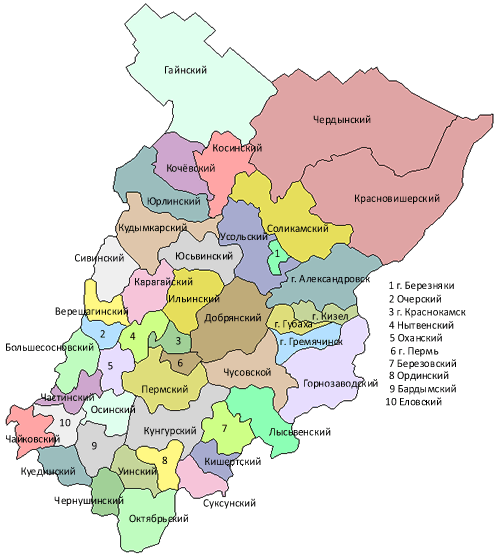 Гайнский
Чердынский
Косинский
Кочёвский
Красновишерский
Юрлинский
Соликамский
Кудымкарский
Усольский
Сивинский
Юсьвинский
1
г. Александровск
Карагайский
Ильинский
Верещагинский
Добрянский
г. Губаха
г. Кизел
2
4
3
г. Гремячинск
Большесосновский
6
5
Чусовской
Горнозаводский
Пермский
Частинский
Осинский
10
Чайковский
Кунгурский
7
Лысьвенский
9
8
Кишертский
Куединский
Уинский
Суксунский
Чернушинский
Октябрьский
1 г. Березняки
2 Очерский
3 г. Краснокамск
4 Нытвенский
5 Оханский
6 г. Пермь
7 Березовский
8 Ординский
9 Бардымский
10 Еловский